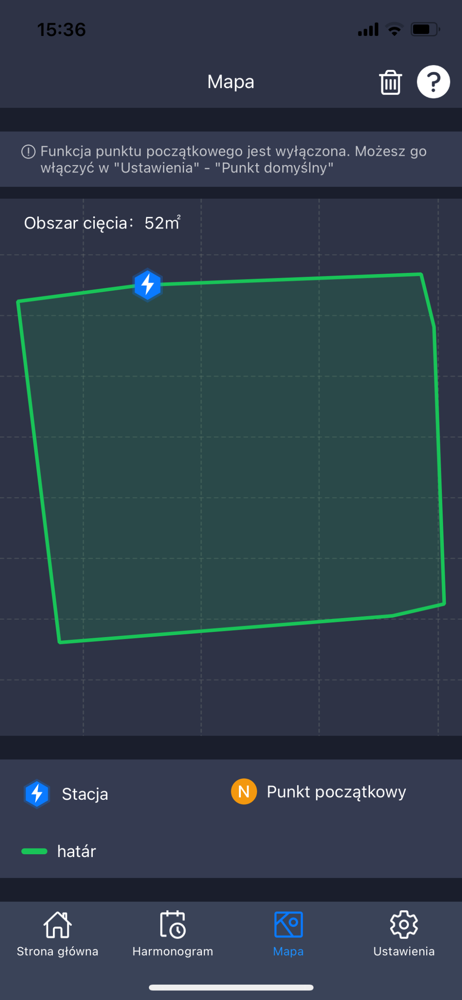 15:36
Mapa
Funkcja punktu początkowego jest wyłączona. Możesz go
włączyć w "Ustawienia" - "Punkt domyślny"
Obszar cięcia: 52㎡
Stacja
N Punkt początkowy
határ
Strona główna
Harmonogram
Mapa
Ustawienia